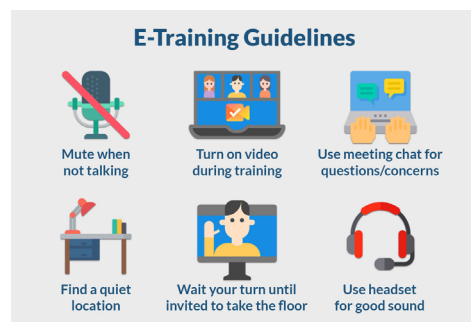 E-Training Guidelines
Mute when
not talking
Turn on video
during training
Use meeting chat for
questions/concerns
Find a quiet
location
Wait your turn until
invited to take the floor
Use headset
for good sound